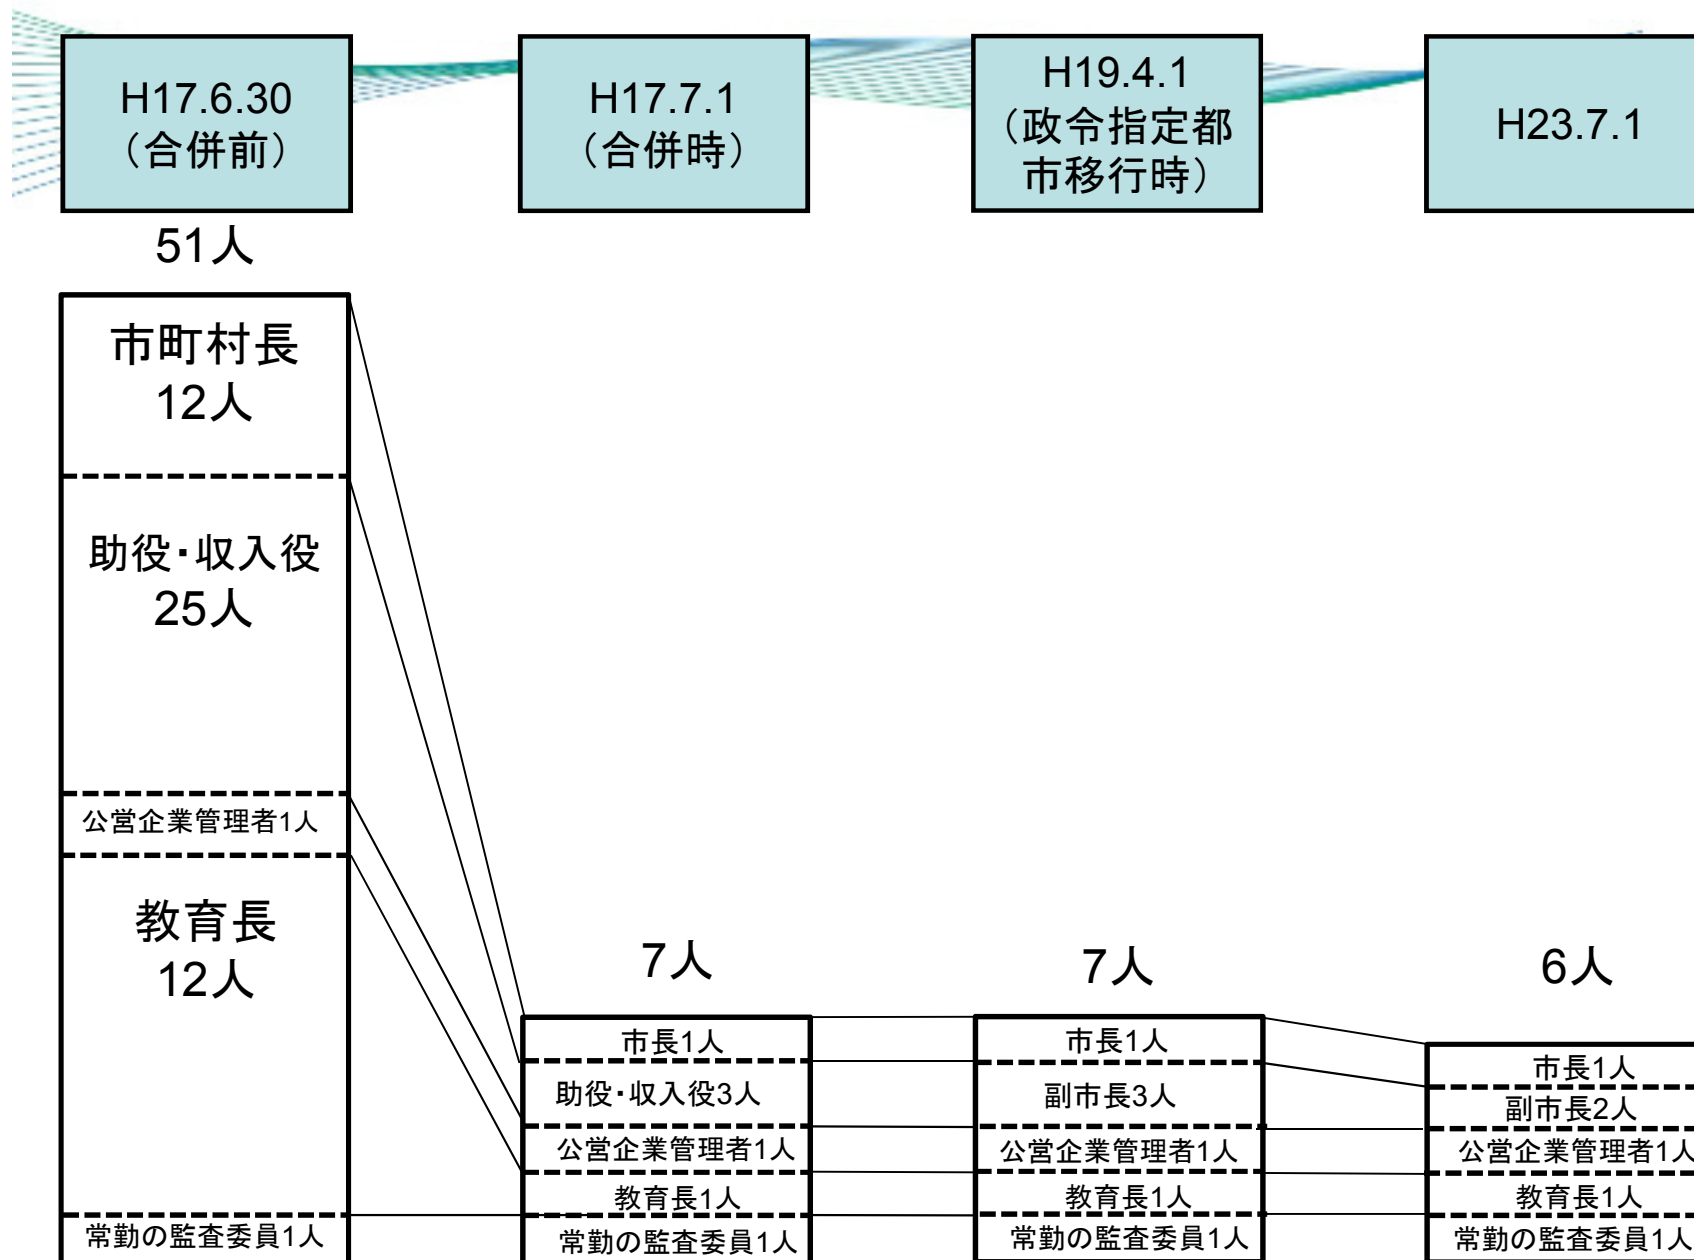 H17.6.30
（合併前）
H17.7.1
（合併時）
H19.4.1
（政令指定都
市移行時）
H23.7.1
51人
市町村長
12人
助役・収入役
25人
公営企業管理者1人
教育長
12人
常勤の監査委員1人
7人
市長1人
助役・収入役3人
公営企業管理者1人
教育長1人
常勤の監査委員1人
7人
市長1人
副市長3人
公営企業管理者1人
教育長1人
常勤の監査委員1人
6人
市長1人
副市長2人
公営企業管理者1人
教育長1人
常勤の監査委員1人